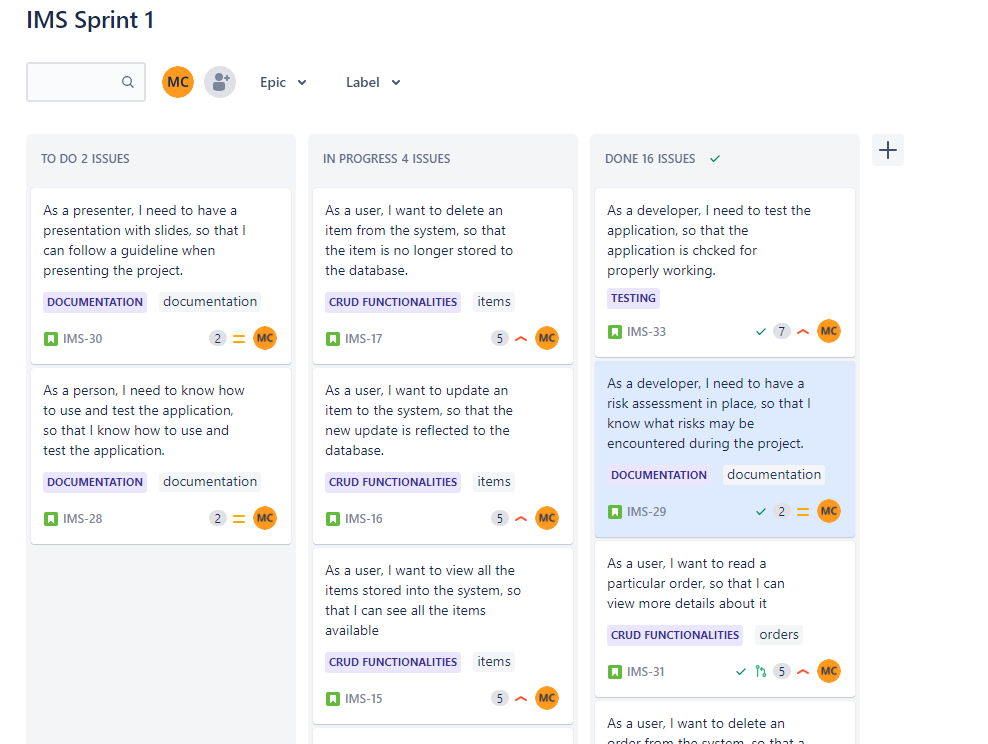 IMS Sprint 1
MC
Epic
Label
TO DO 2 ISSUES
As a presenter, I need to have a
presentation with slides, so that I
can follow a guideline when
presenting the project.
DOCUMENTATION documentation
IMS-30 2 MC
As a person, I need to know how
to use and test the application,
so that I know how to use and
test the application.
DOCUMENTATION documentation
IMS-28 2 MC
IN PROGRESS 4 ISSUES
As a user, I want to delete an
item from the system, so that
the item is no longer stored to
the database.
CRUD FUNCTIONALITIES items
IMS-17 5 MC
As a user, I want to update an
item to the system, so that the
new update is reflected to the
database.
CRUD FUNCTIONALITIES items
IMS-16 5 MC
As a user, I want to view all the
items stored into the system, so
that I can see all the items
available
CRUD FUNCTIONALITIES items
IMS-15 5 MC
DONE 16 ISSUES
As a developer, I need to test the
application, so that the
application is chcked for
properly working.
TESTING
IMS-33 7 MC
As a developer, I need to have a
risk assessment in place, so that I
know what risks may be
encountered during the project.
DOCUMENTATION documentation
IMS-29 2 MC
As a user, I want to read a
particular order, so that I can
view more details about it
CRUD FUNCTIONALITIES orders
IMS-31 5 MC
As a user, I want to delete an
order from the system, so that a